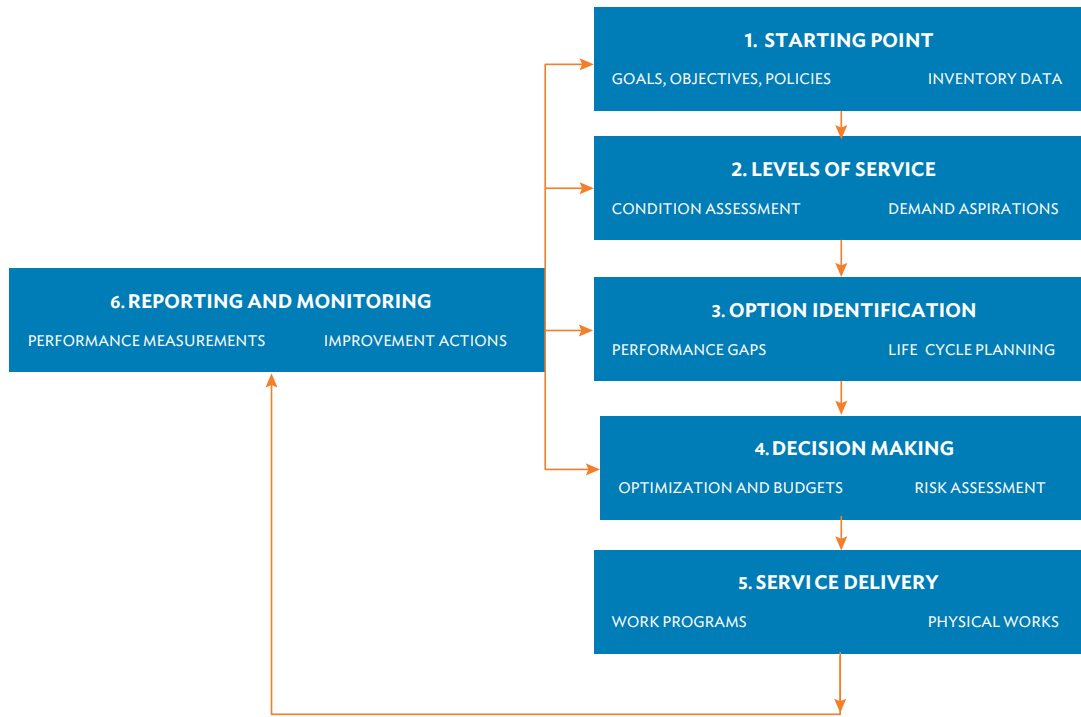 1. STARTING POINT
GOALS, OBJECTIVES, POLICIES INVENTORY DATA
2. LEVELS OF SERVICE
CONDITION ASSESSMENT DEMAND ASPIRATIONS
6. REPORTING AND MONITORING
PERFORMANCE MEASUREMENTS IMPROVEMENT ACTIONS
3. OPTION IDENTIFICATION
PERFORMANCE GAPS LIFE CYCLE PLANNING
4. DECISION MAKING
OPTIMIZATION AND BUDGETS RISK ASSESSMENT
5. SERVICE DELIVERY
WORK PROGRAMS PHYSICAL WORKS